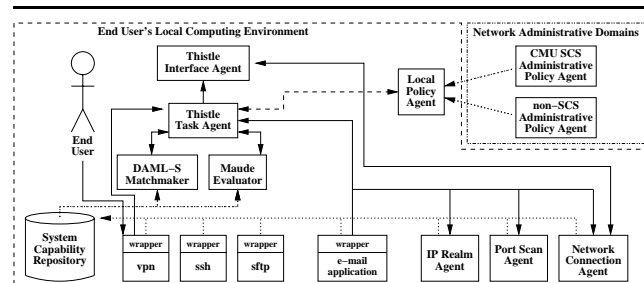 End User's Local Computing Environment
Network Administrative Domains
Thistle
Interface Agent
CMU SCS
Administrative
Policy Agent
Local
Policy
Agent
non−SCS
Administrative
Policy Agent
Thistle
Task Agent
End
User
DAML−S
Matchmaker
Maude
Evaluator
System
Capability
Repository
wrapper
vpn
wrapper
ssh
wrapper
sftp
wrapper
e−mail
application
IP Realm
Agent
Port Scan
Agent
Network
Connection
Agent